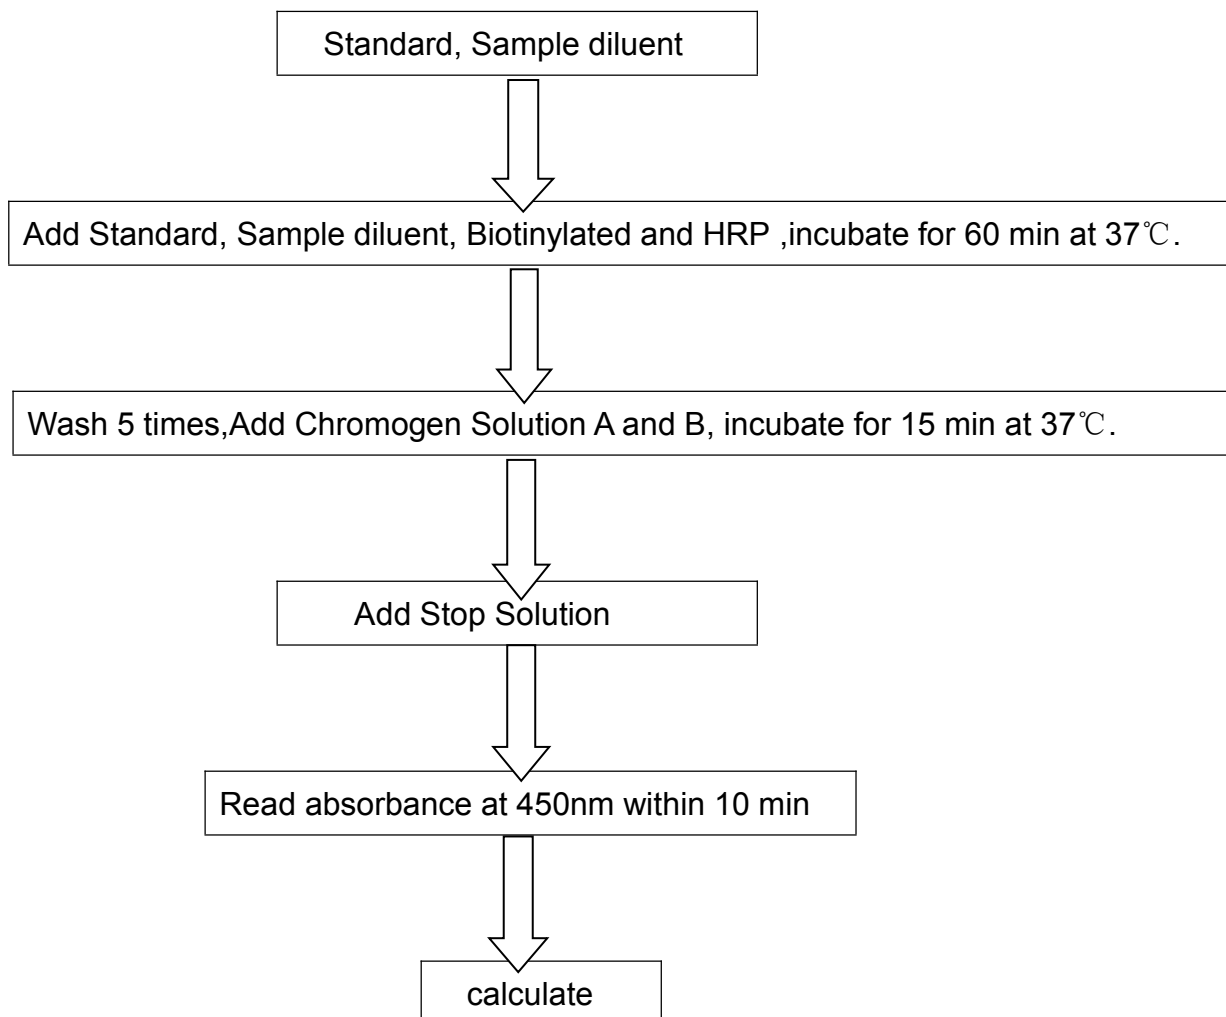 Standard, Sample diluent
Add Standard, Sample diluent, Biotinylated and HRP ,incubate for 60 min at 37℃.
Wash 5 times,Add Chromogen Solution A and B, incubate for 15 min at 37℃.
Add Stop Solution
Read absorbance at 450nm within 10 min
calculate